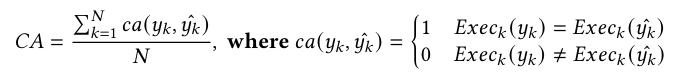 $CA = \frac{\sum_{k=1}^{N} ca(y_k, \hat{y_k})}{N}, \textbf{ where } ca(y_k, \hat{y_k}) = \begin{cases} 1 & Exec_k(y_k) = Exec_k(\hat{y_k}) \\ 0 & Exec_k(y_k) \neq Exec_k(\hat{y_k}) \end{cases}$